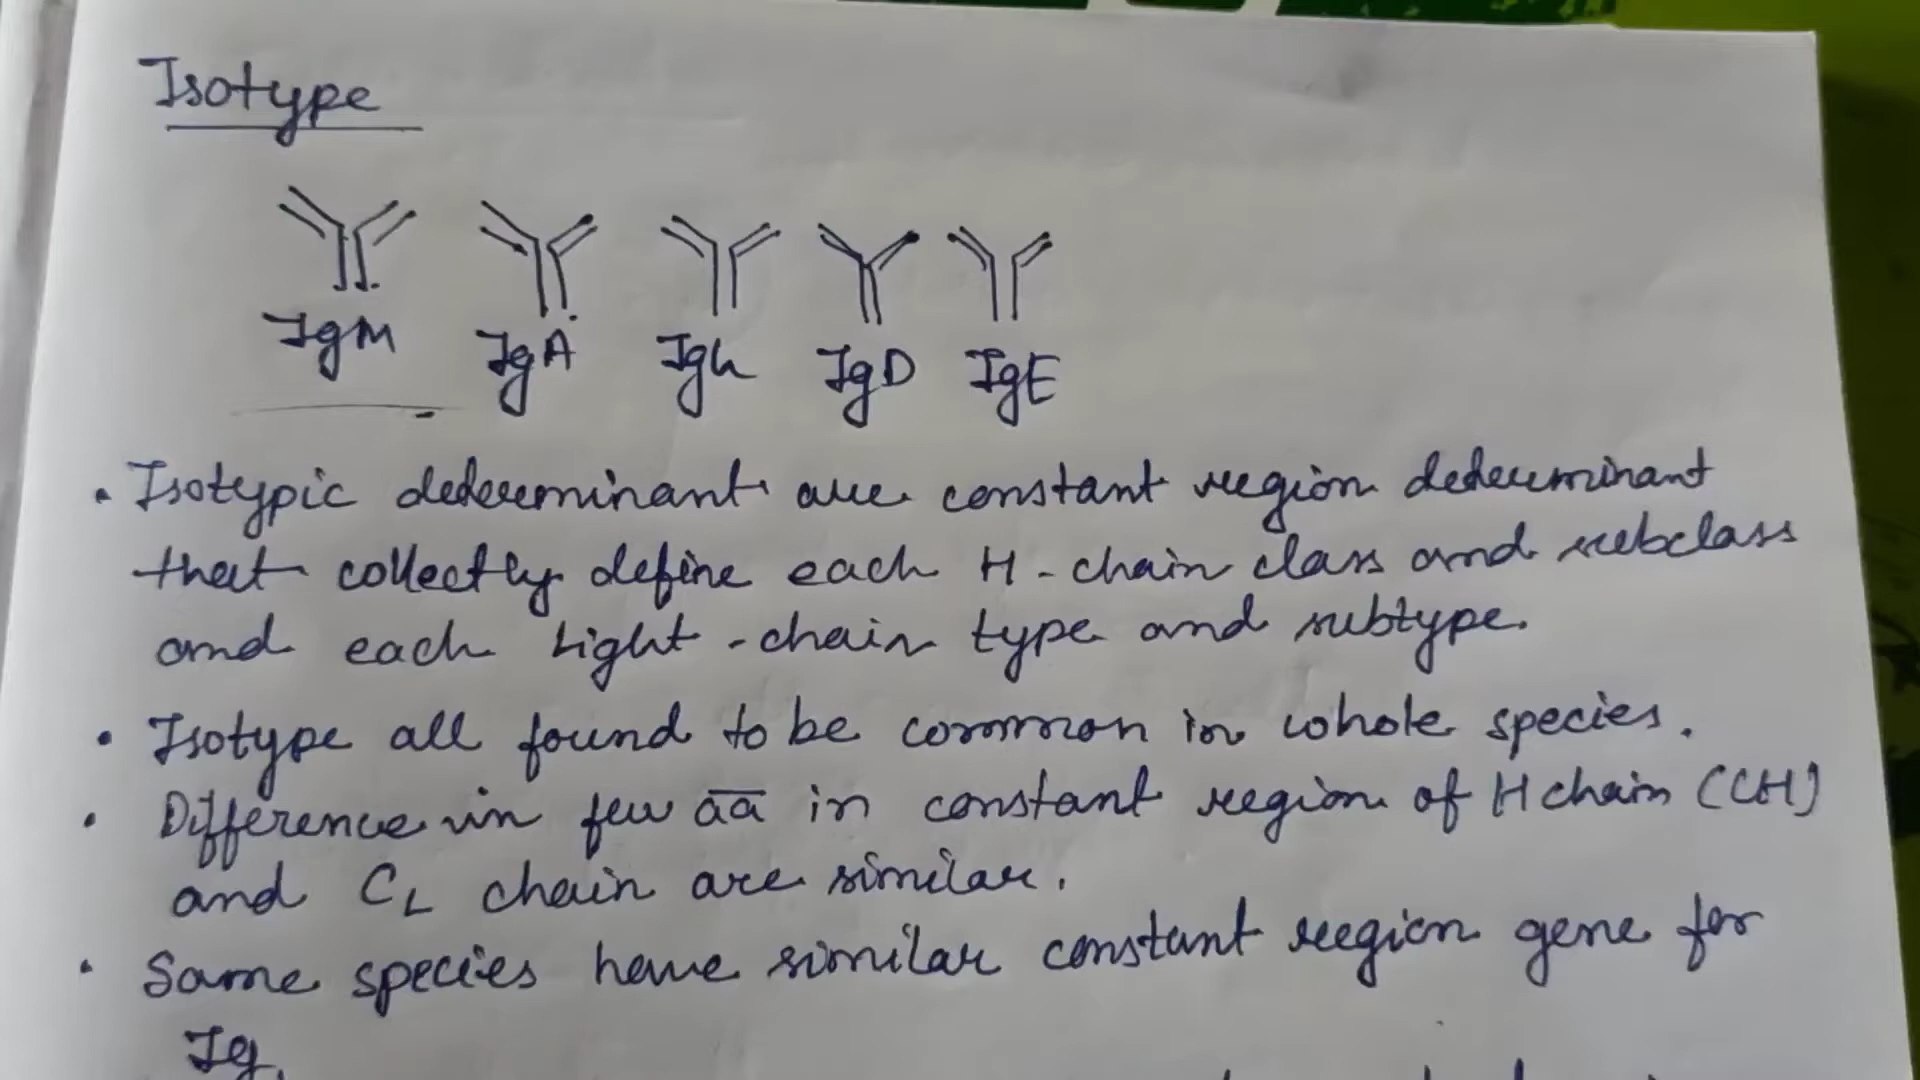 Isotype
IgM IgA IgG IgD IgE
. Isotypic determinant are constant region determinant
that collectly define each H-chain class and subclass
and each Light-chain type and subtype.
. Isotype all found to be common in whole species.
. Difference in few aa in constant region of H chain (CH)
and CL chain are similar.
. Same species have similar constant region gene for
Ig.